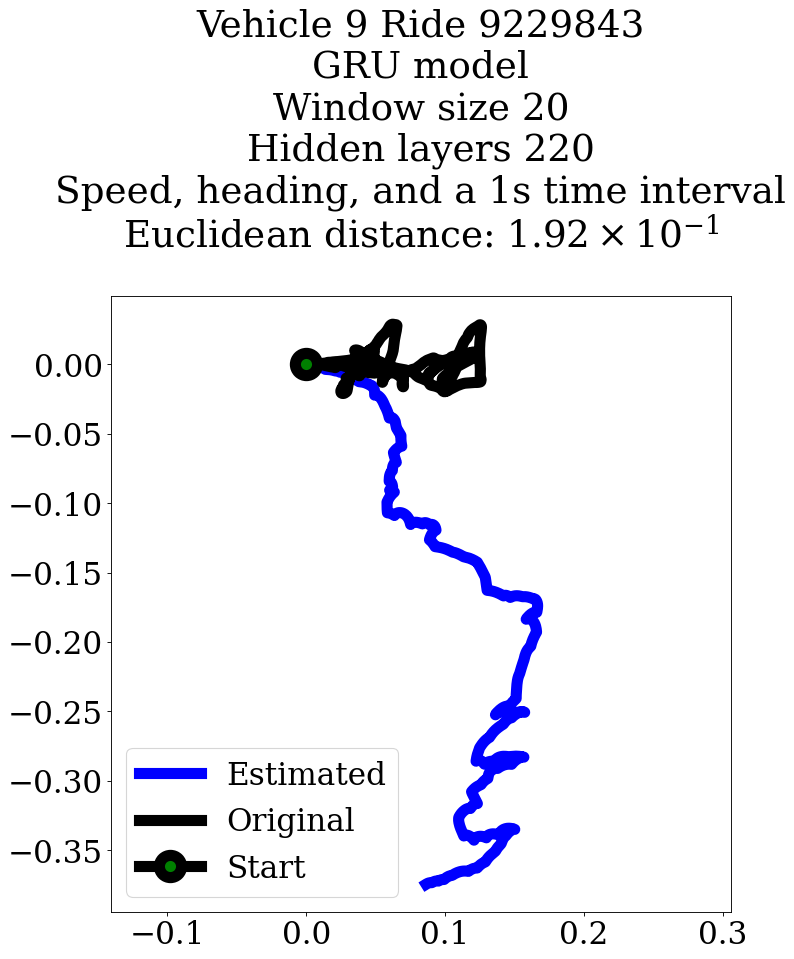 Vehicle 9 Ride 9229843
GRU model
Window size 20
Hidden layers 220
Speed, heading, and a 1s time interval
Euclidean distance: 1.92 × 10⁻¹
0.00
−0.05
−0.10
−0.15
−0.20
−0.25
−0.30
−0.35
Estimated
Original
Start
−0.1 0.0 0.1 0.2 0.3